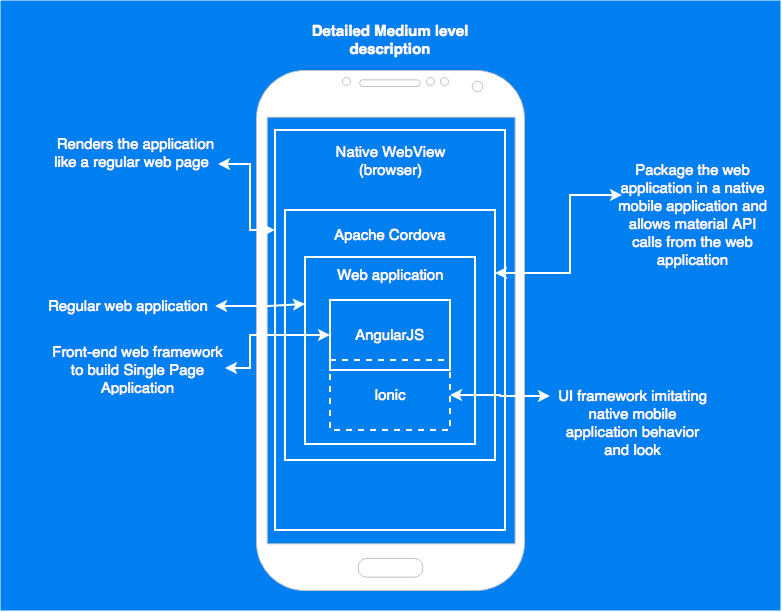 Detailed Medium level
description
Renders the application
like a regular web page
Native WebView
(browser)
Package the web
application in a native
mobile application and
allows material API
calls from the web
application
Apache Cordova
Web application
Regular web application
AngularJS
Front-end web framework
to build Single Page
Application
Ionic
UI framework imitating
native mobile
application behavior
and look